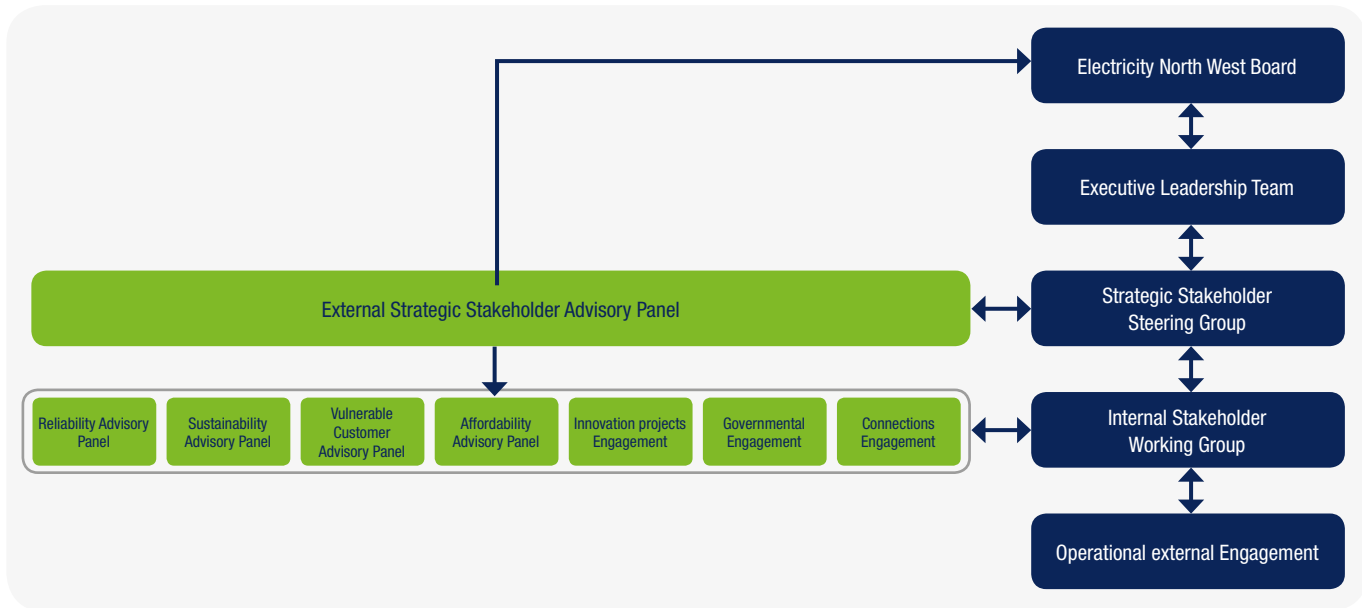 Electricity North West Board
Executive Leadership Team
External Strategic Stakeholder Advisory Panel
Strategic Stakeholder
Steering Group
Reliability Advisory
Panel
Sustainability
Advisory Panel
Vulnerable
Customer
Advisory Panel
Affordability
Advisory Panel
Innovation projects
Engagement
Governmental
Engagement
Connections
Engagement
Internal Stakeholder
Working Group
Operational external Engagement